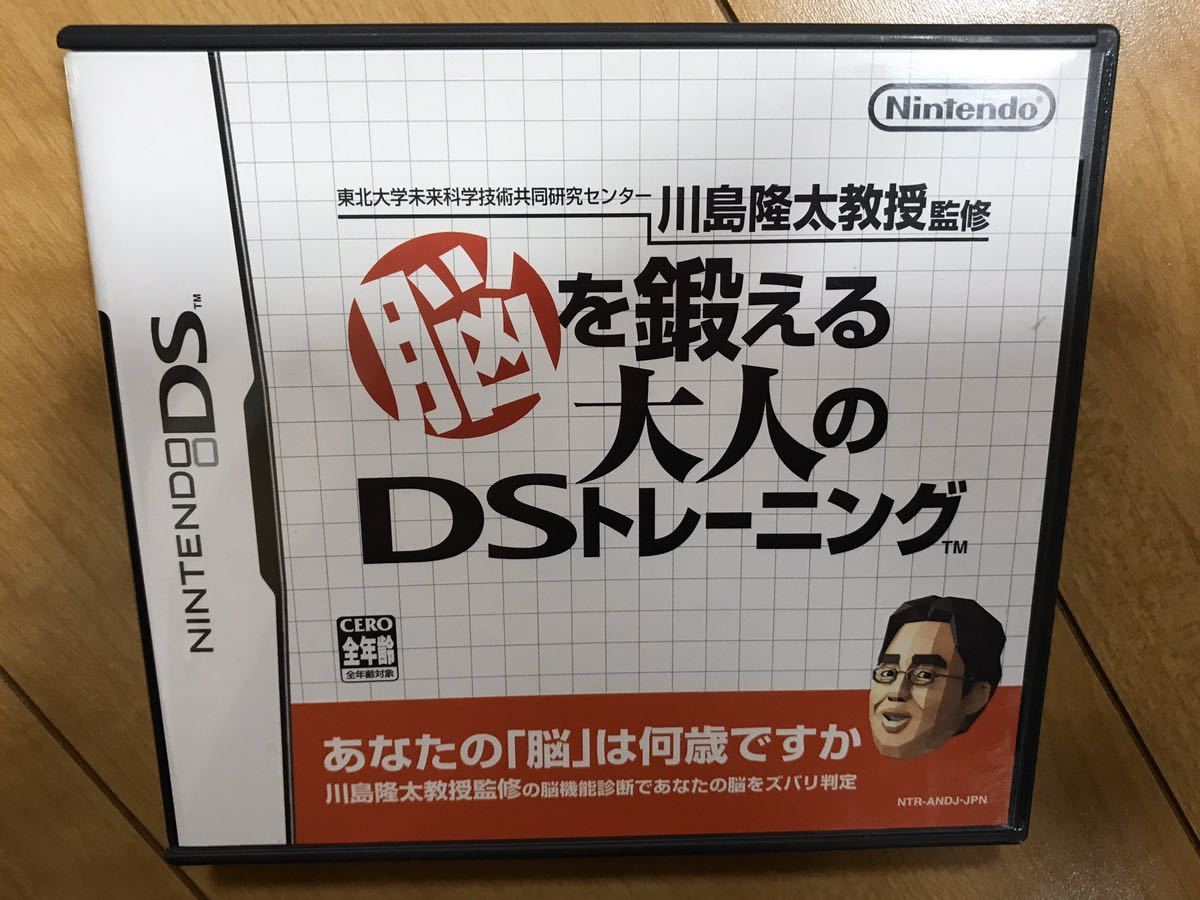 NINTENDO DS™
Nintendo®
東北大学未来科学技術共同研究センター 川島隆太教授監修
脳を鍛える
大人の
DSトレーニング™
CERO
全年齢
全年齢対象
あなたの「脳」は何歳ですか
川島隆太教授監修の脳機能診断であなたの脳をズバリ判定
NTR-ANDJ-JPN